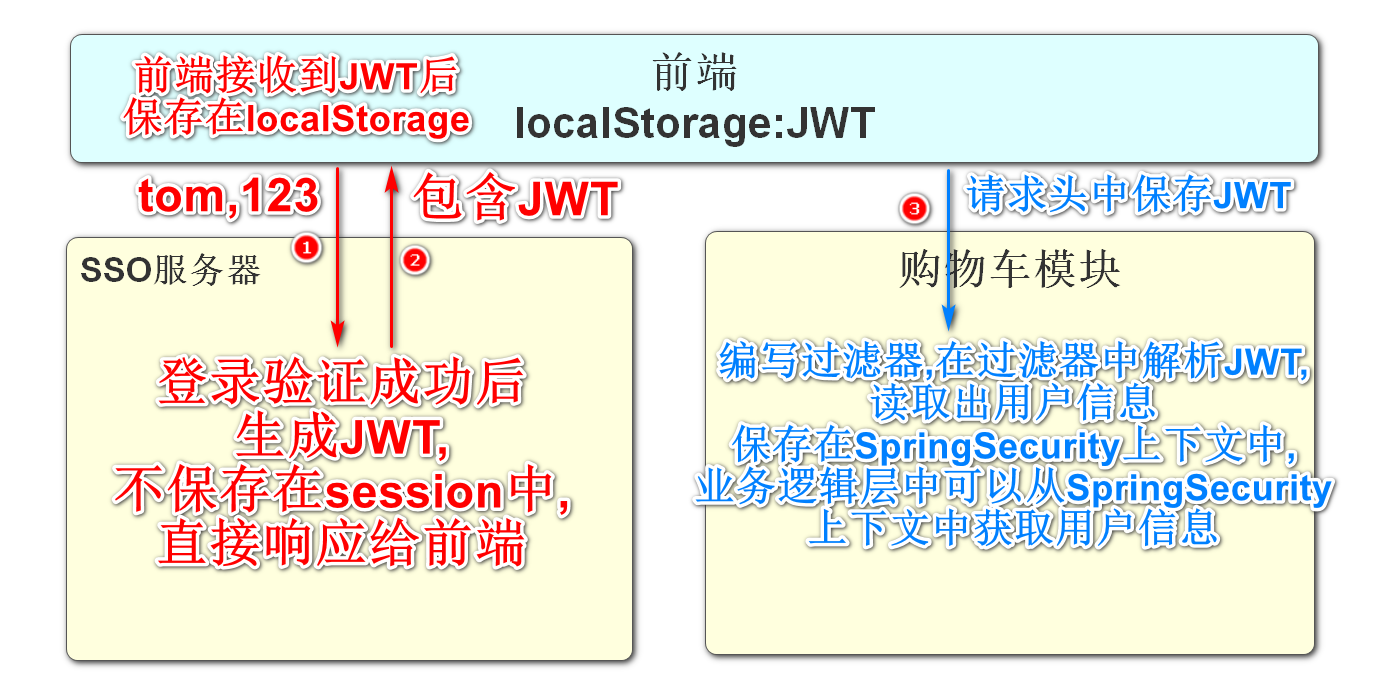 前端接收到JWT后
保存在localStorage
前端
localStorage:JWT
tom,123
包含JWT
请求头中保存JWT
1
2
3
SSO服务器
登录验证成功后
生成JWT,
不保存在session中,
直接响应给前端
购物车模块
编写过滤器,在过滤器中解析JWT,
读取出用户信息
保存在SpringSecurity上下文中,
业务逻辑层中可以从SpringSecurity
上下文中获取用户信息